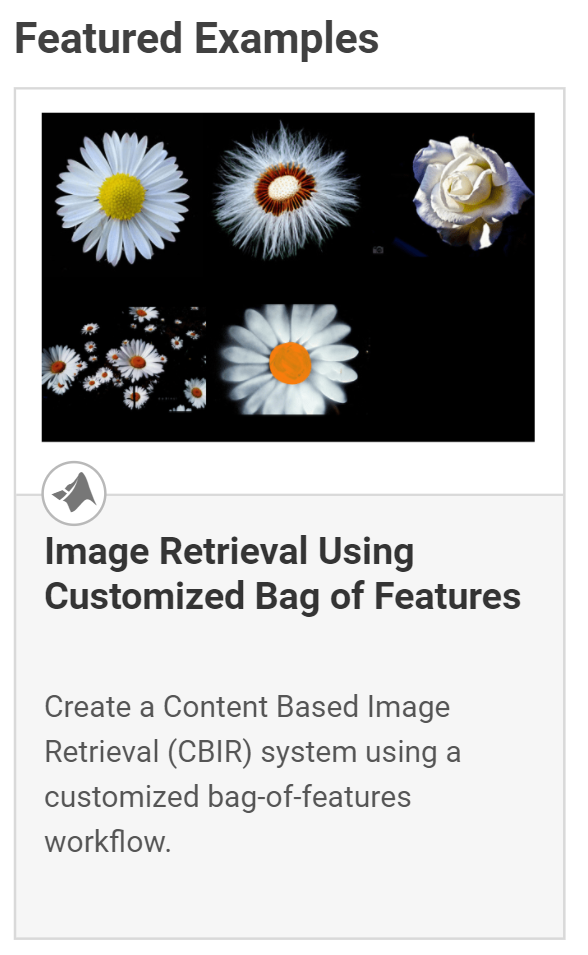 Featured Examples
Image Retrieval Using
Customized Bag of Features
Create a Content Based Image
Retrieval (CBIR) system using a
customized bag-of-features
workflow.